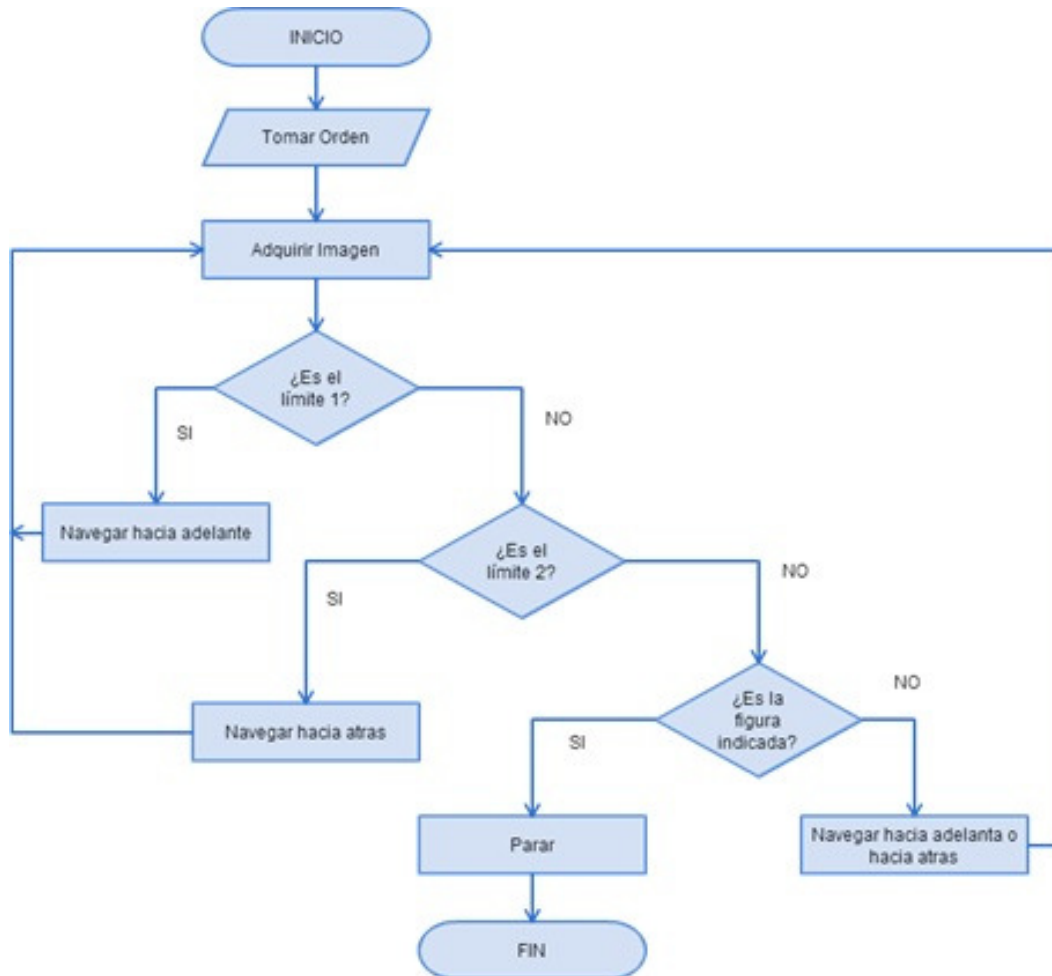 INICIO
Tomar Orden
Adquirir Imagen
¿Es el
límite 1?
SI
NO
Navegar hacia adelante
¿Es el
límite 2?
SI
NO
Navegar hacia atras
¿Es la
figura
indicada?
SI
NO
Parar
Navegar hacia adelanta o
hacia atras
FIN